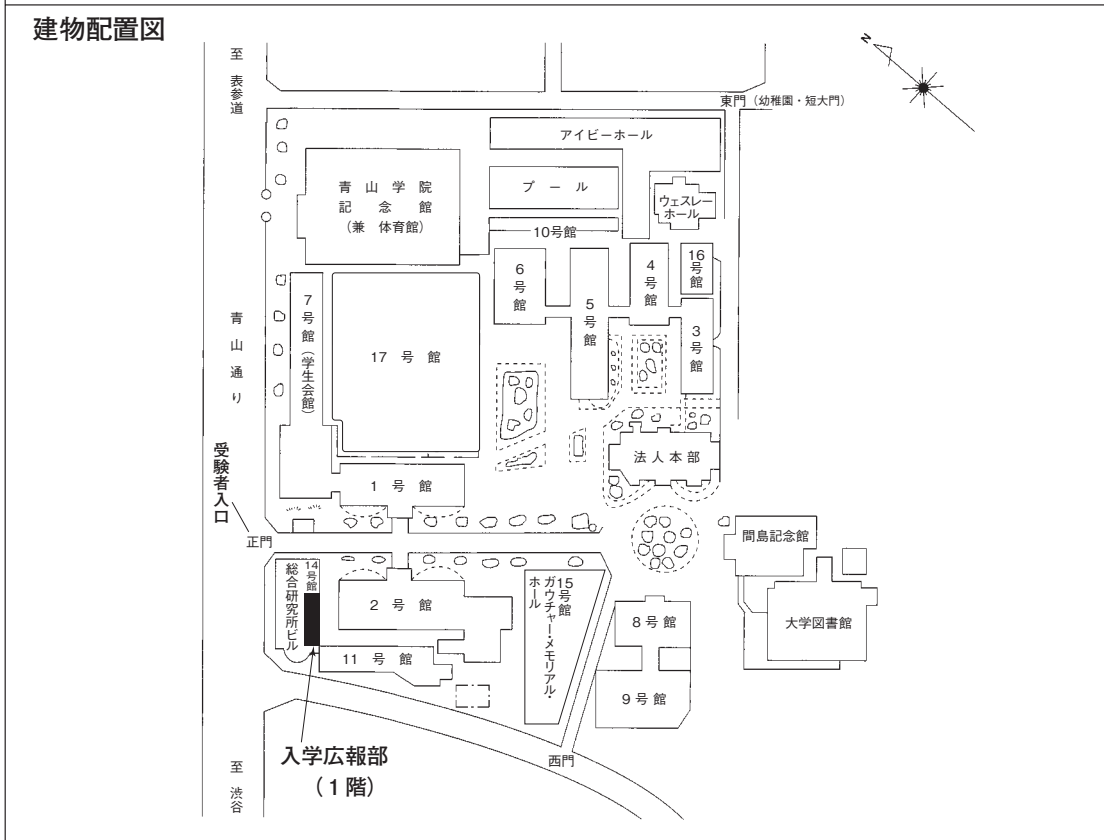 建物配置図
至 表参道
N
東門(幼稚園・短大門)
アイビーホール
青山学院
記念館
(兼 体育館)
プール
ウェスレー
ホール
10号館
6号館
5号館
4号館
16号館
3号館
7号館(学生会館)
17号館
青山通り
法人本部
受験者入口
1号館
正門
間島記念館
総合研究所ビル
14号館
2号館
15号館
ガウチャー・メモリアル・
ホール
8号館
大学図書館
11号館
9号館
入学広報部
(1階)
西門
至 渋谷